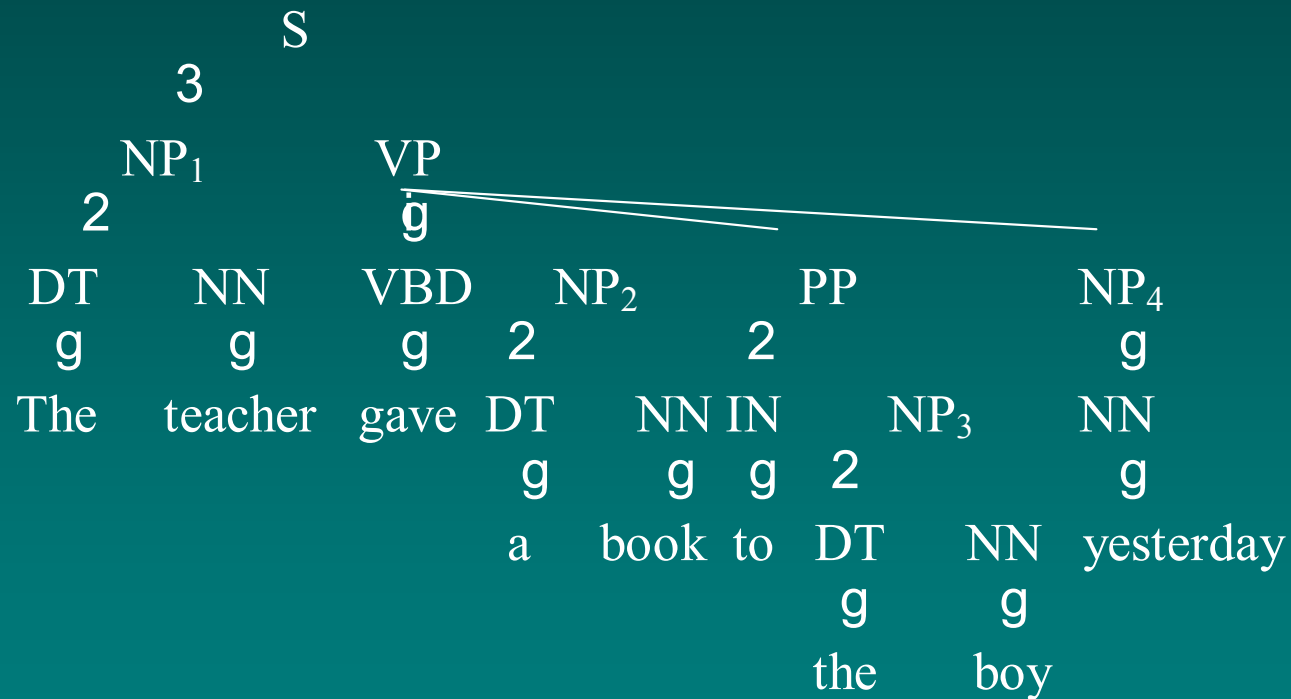 S
3
NP₁ VP
2 g
DT NN VBD NP₂ PP NP₄
g g g 2 2 g
The teacher gave DT NN IN NP₃ NN
g g g 2 g
a book to DT NN yesterday
g g
the boy